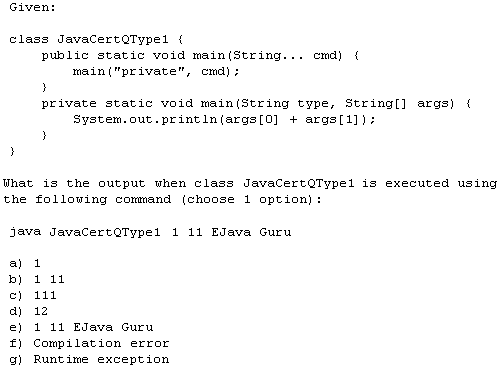 Given:
class JavaCertQType1 {
public static void main(String... cmd) {
main("private", cmd);
}
private static void main(String type, String[] args) {
System.out.println(args[0] + args[1]);
}
}
What is the output when class JavaCertQType1 is executed using
the following command (choose 1 option):
java JavaCertQType1 1 11 EJava Guru
a) 1
b) 1 11
c) 111
d) 12
e) 1 11 EJava Guru
f) Compilation error
g) Runtime exception